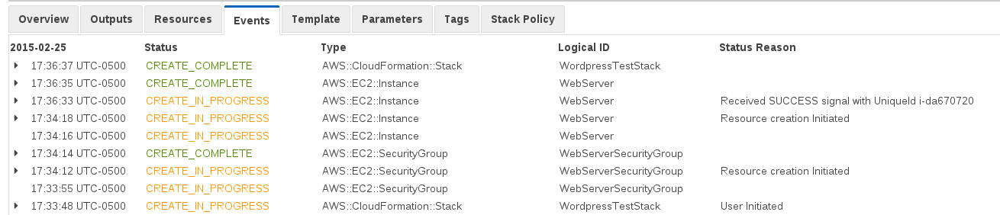 Overview Outputs Resources Events Template Parameters Tags Stack Policy
2015-02-25 Status Type Logical ID Status Reason
17:36:37 UTC-0500 CREATE_COMPLETE AWS::CloudFormation::Stack WordpressTestStack
17:36:35 UTC-0500 CREATE_COMPLETE AWS::EC2::Instance WebServer
17:36:33 UTC-0500 CREATE_IN_PROGRESS AWS::EC2::Instance WebServer Received SUCCESS signal with UniqueId i-da670720
17:34:18 UTC-0500 CREATE_IN_PROGRESS AWS::EC2::Instance WebServer Resource creation Initiated
17:34:16 UTC-0500 CREATE_IN_PROGRESS AWS::EC2::Instance WebServer
17:34:14 UTC-0500 CREATE_COMPLETE AWS::EC2::SecurityGroup WebServerSecurityGroup
17:34:12 UTC-0500 CREATE_IN_PROGRESS AWS::EC2::SecurityGroup WebServerSecurityGroup Resource creation Initiated
17:33:55 UTC-0500 CREATE_IN_PROGRESS AWS::EC2::SecurityGroup WebServerSecurityGroup
17:33:48 UTC-0500 CREATE_IN_PROGRESS AWS::CloudFormation::Stack WordpressTestStack User Initiated